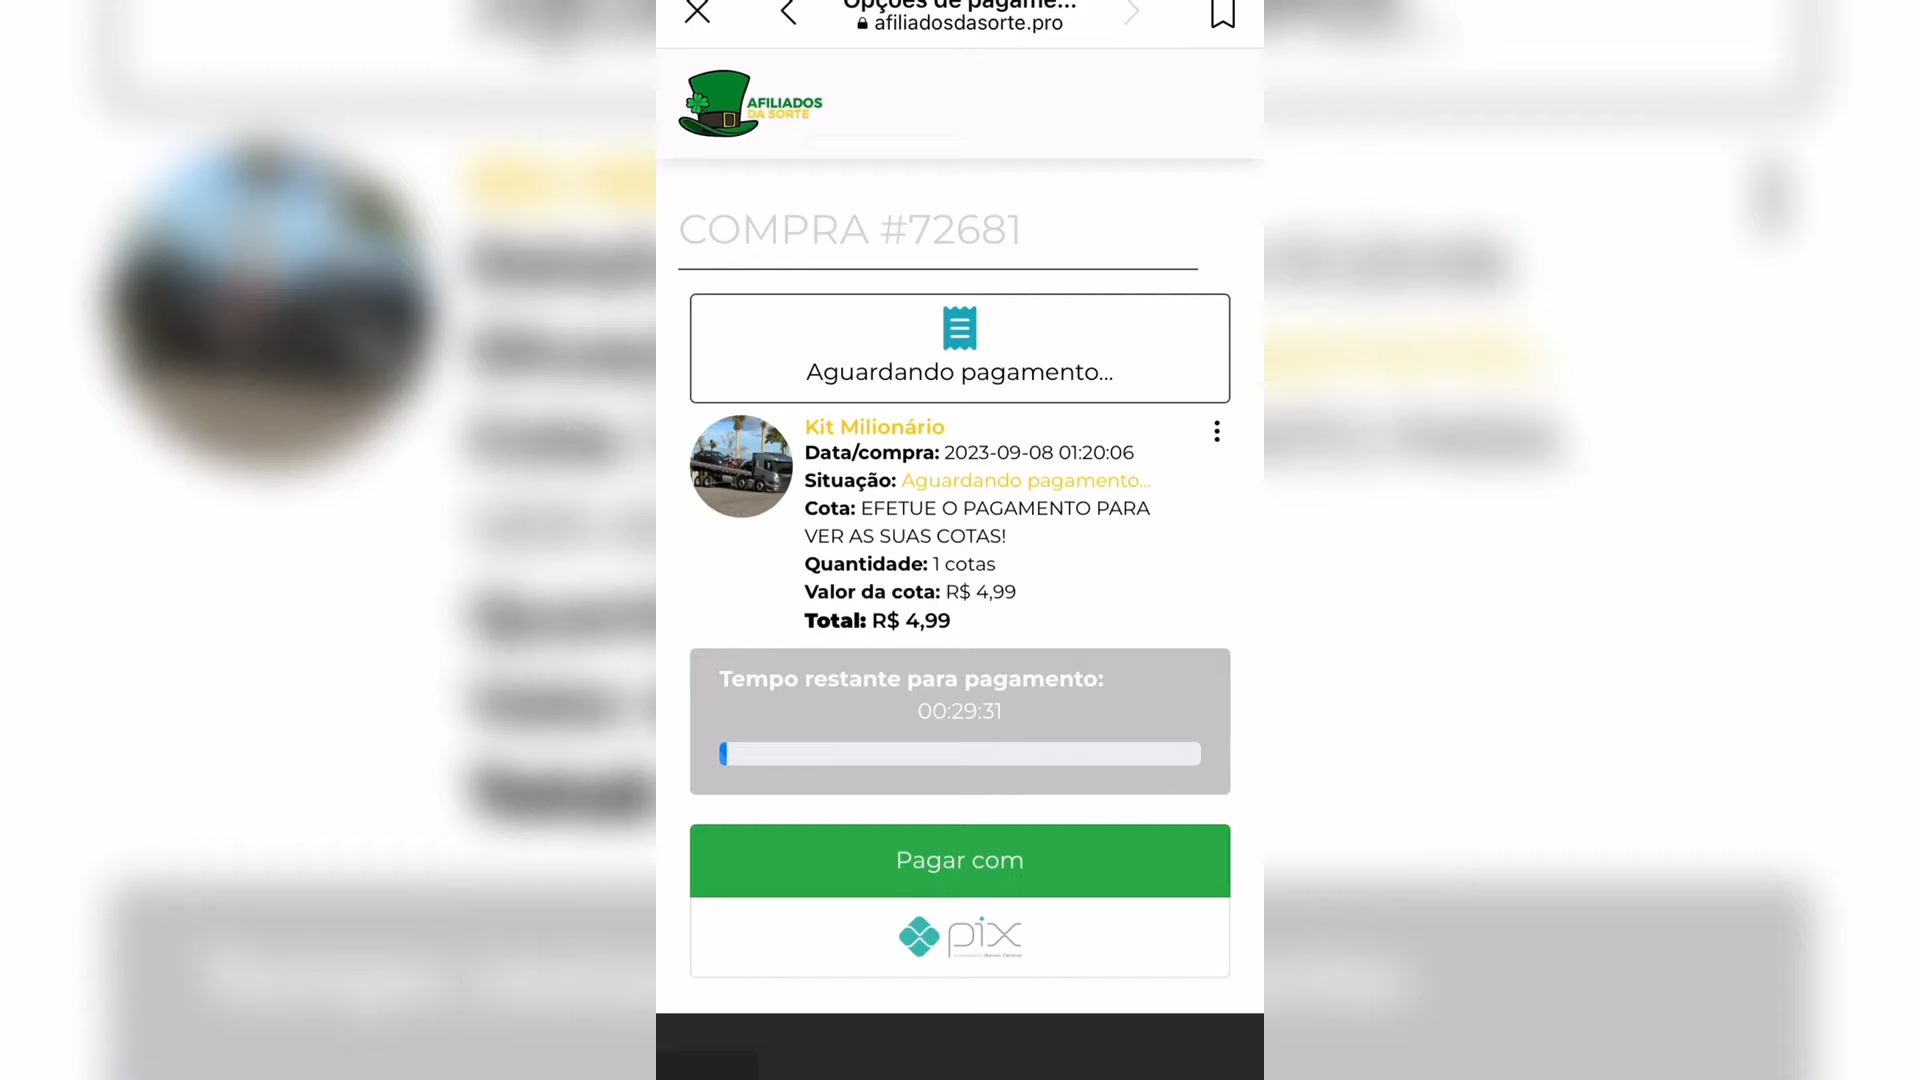 Opções de pagame...
afiliadosdasorte.pro
AFILIADOS
DA SORTE
COMPRA #72681
Aguardando pagamento...
Kit Milionário
Data/compra: 2023-09-08 01:20:06
Situação: Aguardando pagamento...
Cota: EFETUE O PAGAMENTO PARA
VER AS SUAS COTAS!
Quantidade: 1 cotas
Valor da cota: R$ 4,99
Total: R$ 4,99
Tempo restante para pagamento:
00:29:31
Pagar com
pix
Banco Central